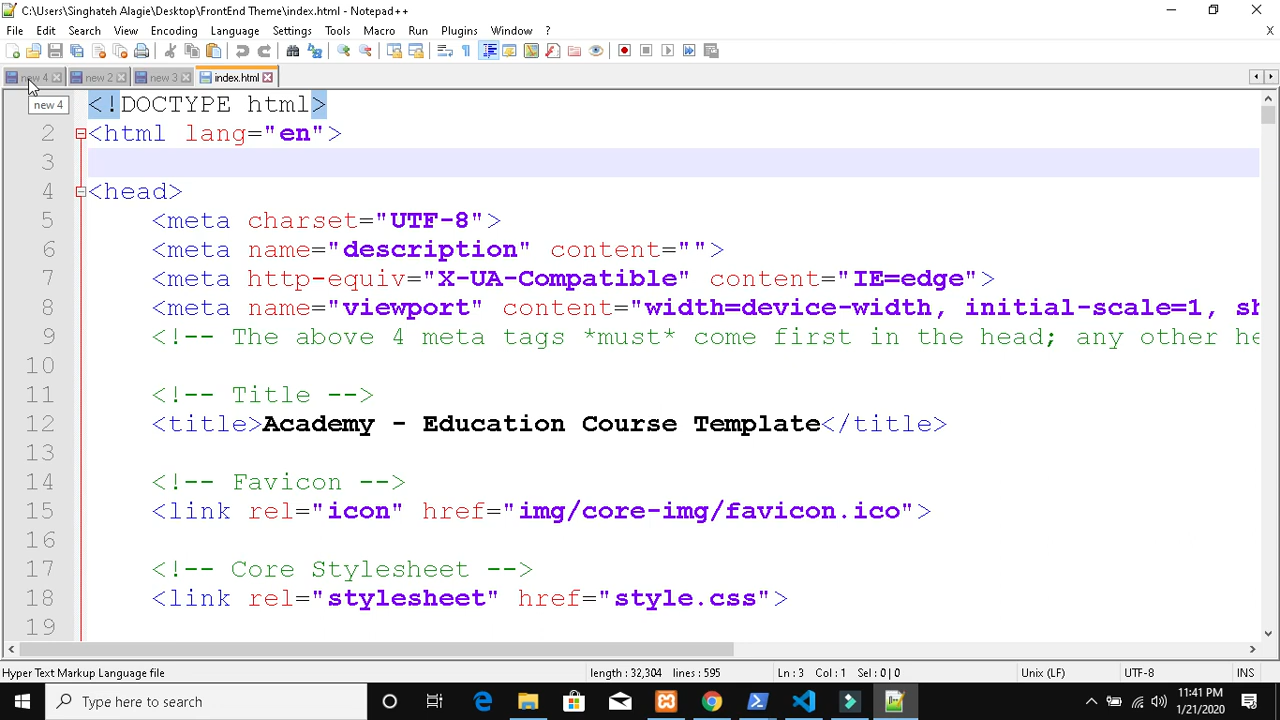 C:\Users\Singhateh Alagie\Desktop\FrontEnd Theme\index.html - Notepad++
File Edit Search View Encoding Language Settings Tools Macro Run Plugins Window ? X
new 4 new 2 new 3 index.html
new 4
<!DOCTYPE html>
2 <html lang="en">
3
4 <head>
5 <meta charset="UTF-8">
6 <meta name="description" content="">
7 <meta http-equiv="X-UA-Compatible" content="IE=edge">
8 <meta name="viewport" content="width=device-width, initial-scale=1, sh
9 <!-- The above 4 meta tags *must* come first in the head; any other he
10
11 <!-- Title -->
12 <title>Academy - Education Course Template</title>
13
14 <!-- Favicon -->
15 <link rel="icon" href="img/core-img/favicon.ico">
16
17 <!-- Core Stylesheet -->
18 <link rel="stylesheet" href="style.css">
19
Hyper Text Markup Language file length : 32,304 lines : 595 Ln : 3 Col : 1 Sel : 0 | 0 Unix (LF) UTF-8 INS
Type here to search
11:41 PM
1/21/2020